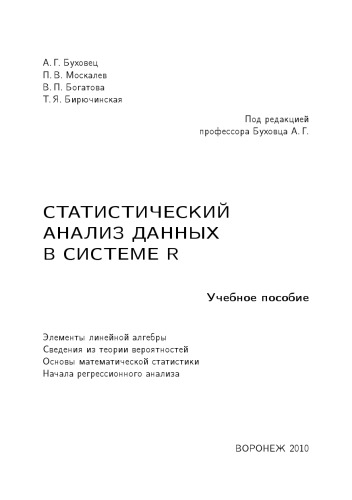 А. Г. Буховец
П. В. Москалев
В. П. Богатова
Т. Я. Бирючинская
Под редакцией
профессора Буховца А. Г.
СТАТИСТИЧЕСКИЙ
АНАЛИЗ ДАННЫХ
В СИСТЕМЕ R
Учебное пособие
Элементы линейной алгебры
Сведения из теории вероятностей
Основы математической статистики
Начала регрессионного анализа
ВОРОНЕЖ 2010